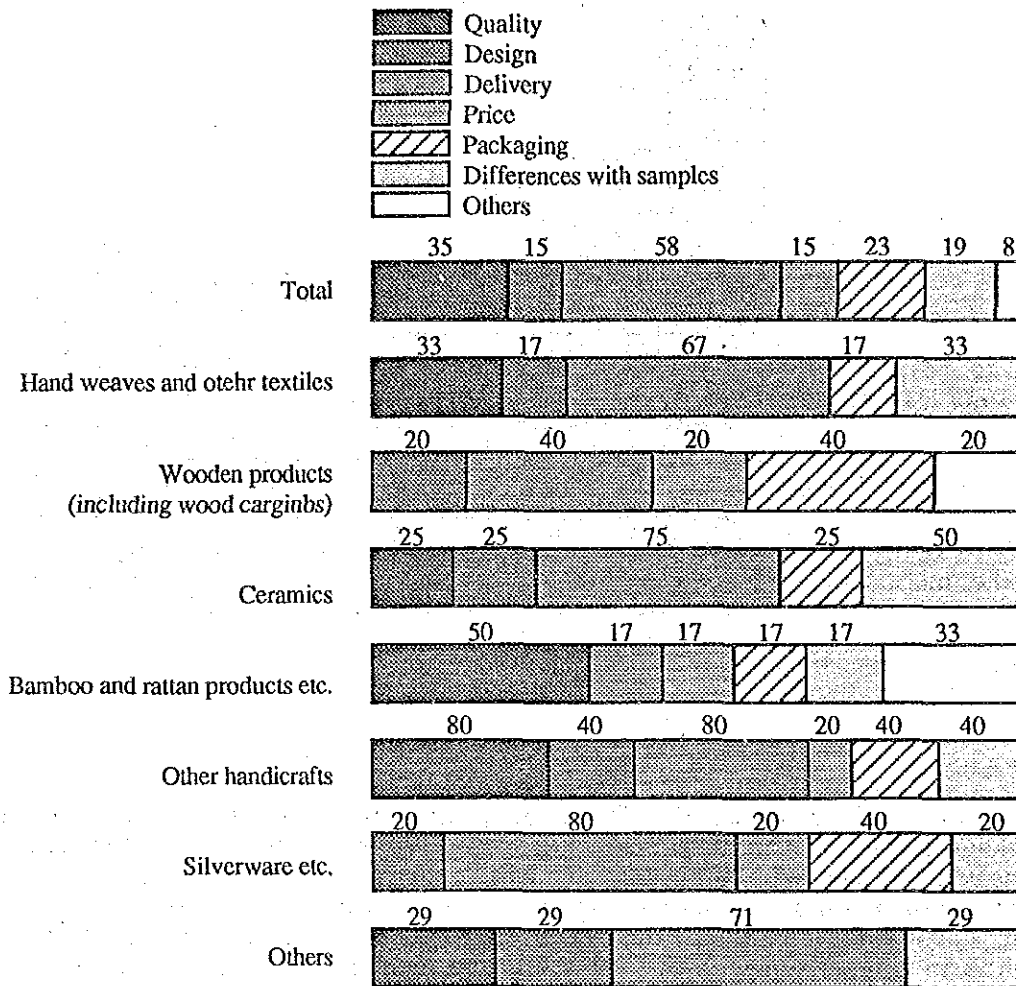 Quality
Design
Delivery
Price
Packaging
Differences with samples
Others
35 15 58 15 23 19 8
Total
33 17 67 17 33
Hand weaves and otehr textiles
20 40 20 40 20
Wooden products
(including wood carginbs)
25 25 75 25 50
Ceramics
50 17 17 17 17 33
Bamboo and rattan products etc.
80 40 80 20 40 40
Other handicrafts
20 80 20 40 20
Silverware etc.
29 29 71 29
Others